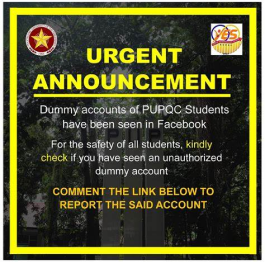 URGENT
ANNOUNCEMENT
Dummy accounts of PUPQC Students
have been seen in Facebook
For the safety of all students, kindly
check if you have seen an unauthorized
dummy account
COMMENT THE LINK BELOW TO
REPORT THE SAID ACCOUNT